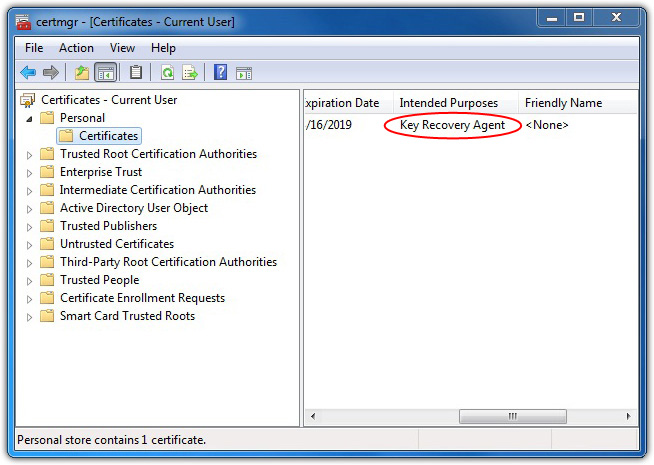 certmgr - [Certificates - Current User]
File Action View Help
Certificates - Current User
Personal
Certificates
Trusted Root Certification Authorities
Enterprise Trust
Intermediate Certification Authorities
Active Directory User Object
Trusted Publishers
Untrusted Certificates
Third-Party Root Certification Authorities
Trusted People
Certificate Enrollment Requests
Smart Card Trusted Roots
xpiration Date Intended Purposes Friendly Name
/16/2019 Key Recovery Agent <None>
Personal store contains 1 certificate.